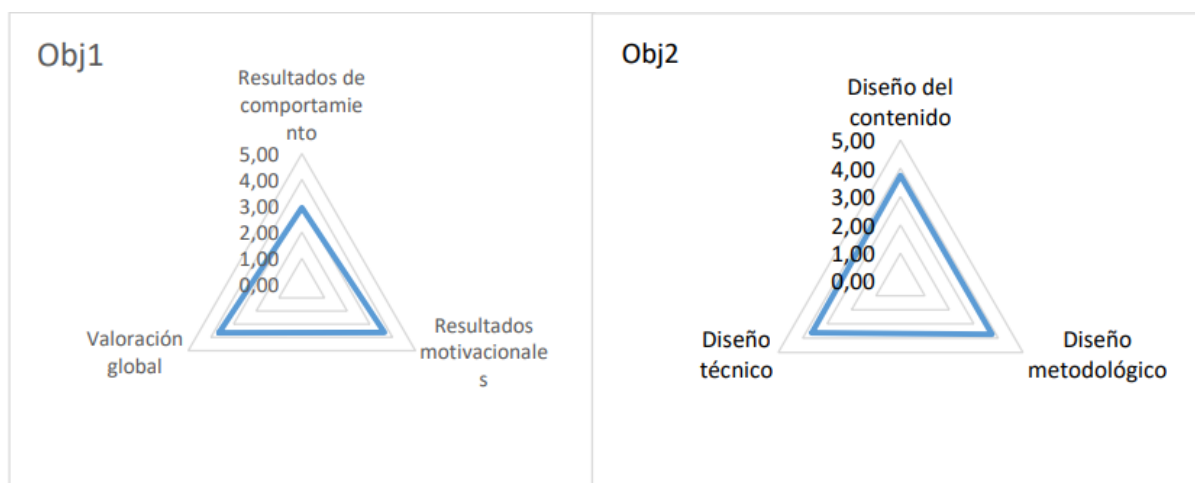 Obj1
Resultados de
comportamie
nto
5,00
4,00
3,00
2,00
1,00
0,00
Valoración
global
Resultados
motivacionale
s
Obj2
Diseño del
contenido
5,00
4,00
3,00
2,00
1,00
0,00
Diseño
técnico
Diseño
metodológico